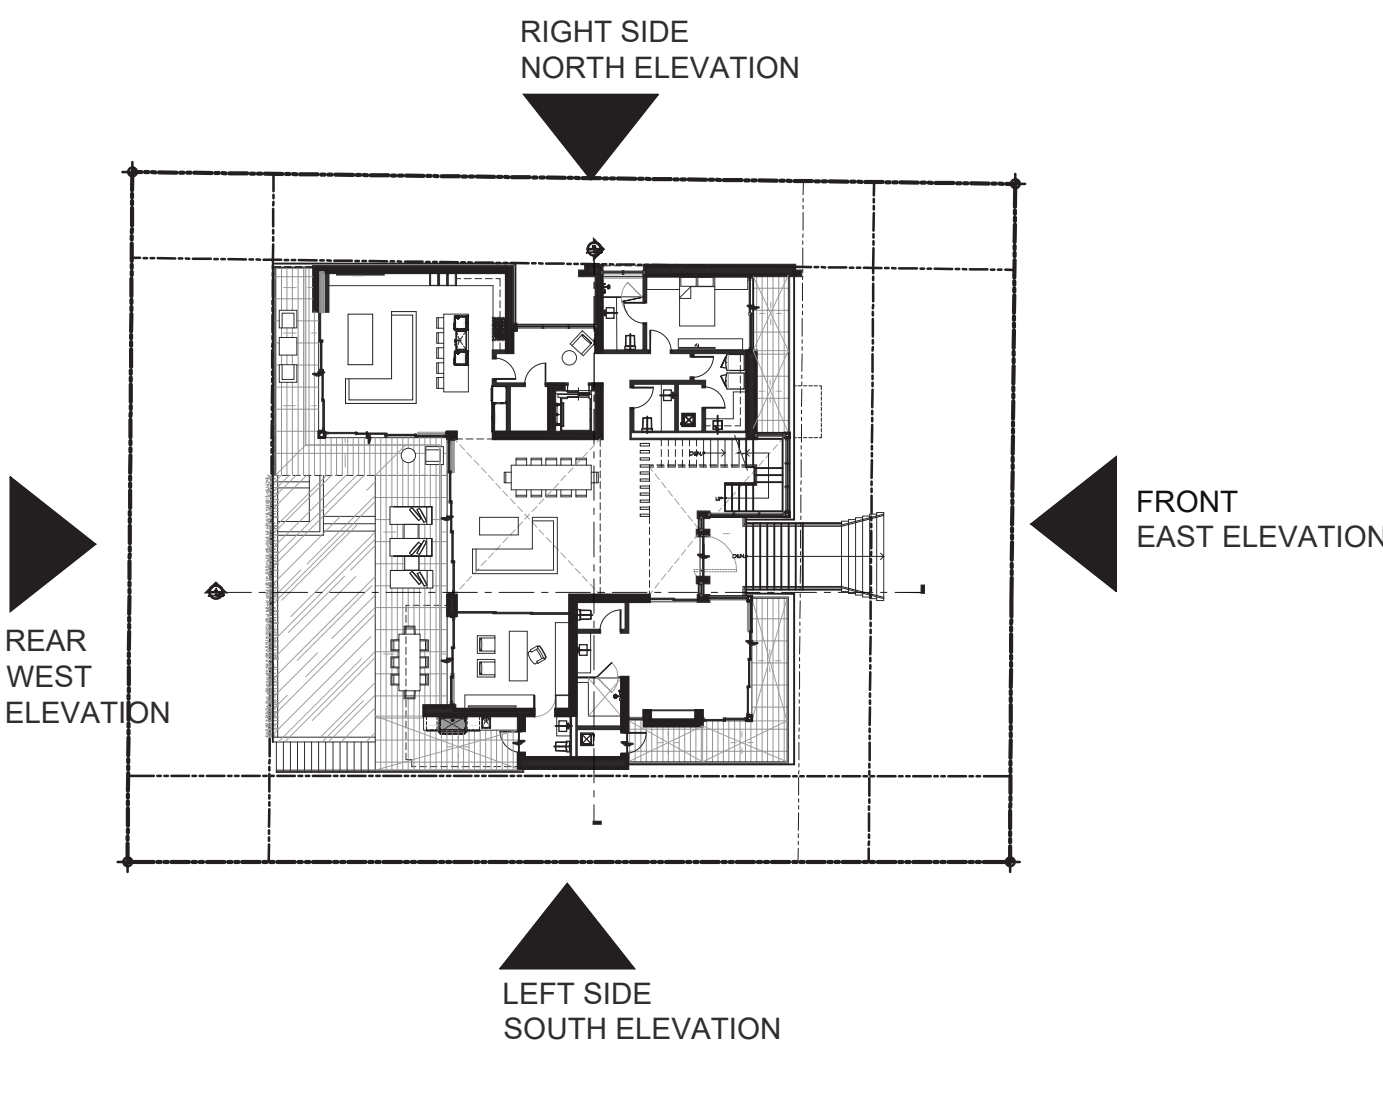 RIGHT SIDE
NORTH ELEVATION
FRONT
EAST ELEVATION
REAR
WEST
ELEVATION
LEFT SIDE
SOUTH ELEVATION